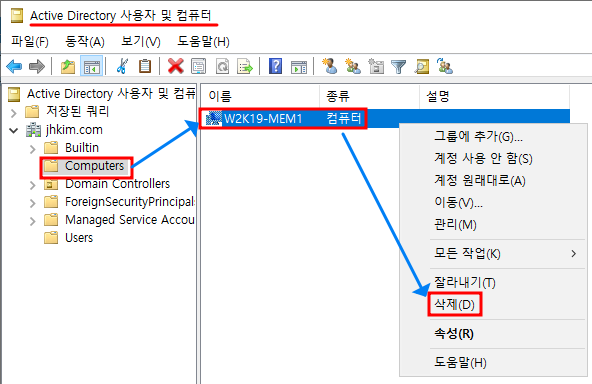 Active Directory 사용자 및 컴퓨터
파일(F) 동작(A) 보기(V) 도움말(H)
Active Directory 사용자 및 컴퓨
저장된 쿼리
jhkim.com
Builtin
Computers
Domain Controllers
ForeignSecurityPrincipals
Managed Service Accou
Users
이름 종류 설명
W2K19-MEM1 컴퓨터
그룹에 추가(G)...
계정 사용 안 함(S)
계정 원래대로(A)
이동(V)...
관리(M)
모든 작업(K)
잘라내기(T)
삭제(D)
속성(R)
도움말(H)